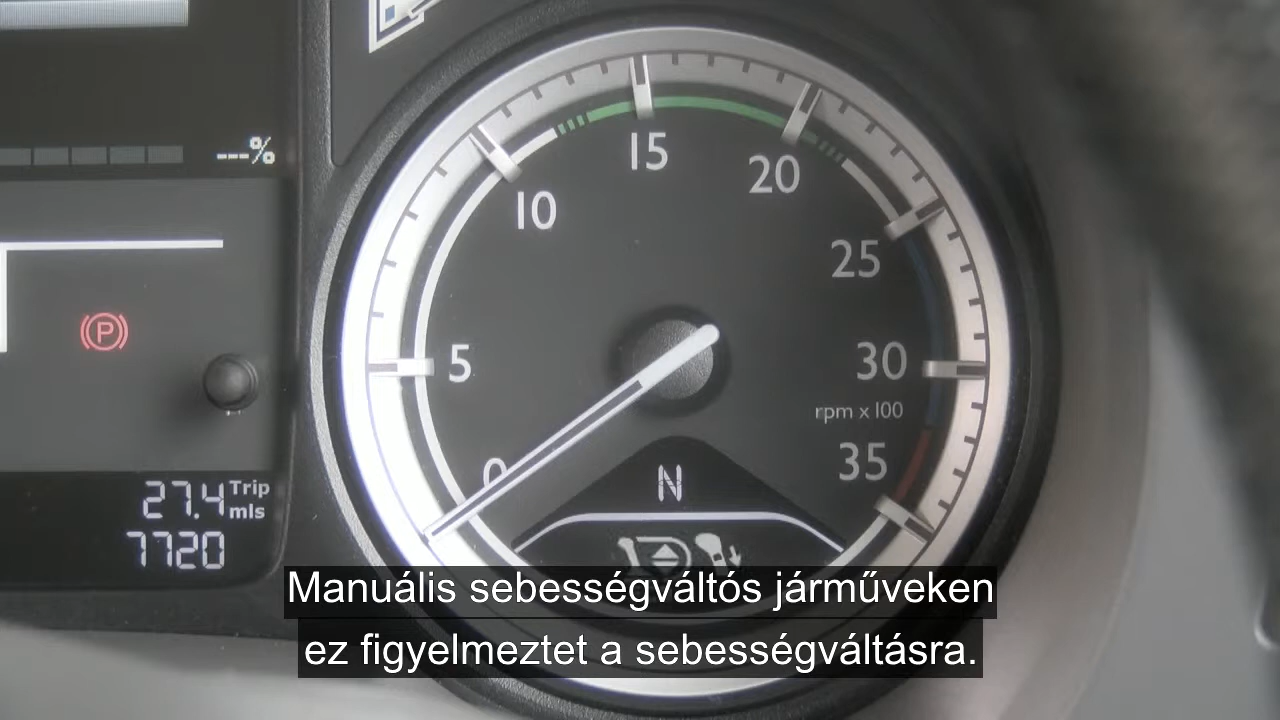 ---%
15
20
10
25
5
30
rpm x 100
35
0
N
P
27.4 Trip
mls
7720
Manuális sebességváltós járműveken
ez figyelmeztet a sebességváltásra.